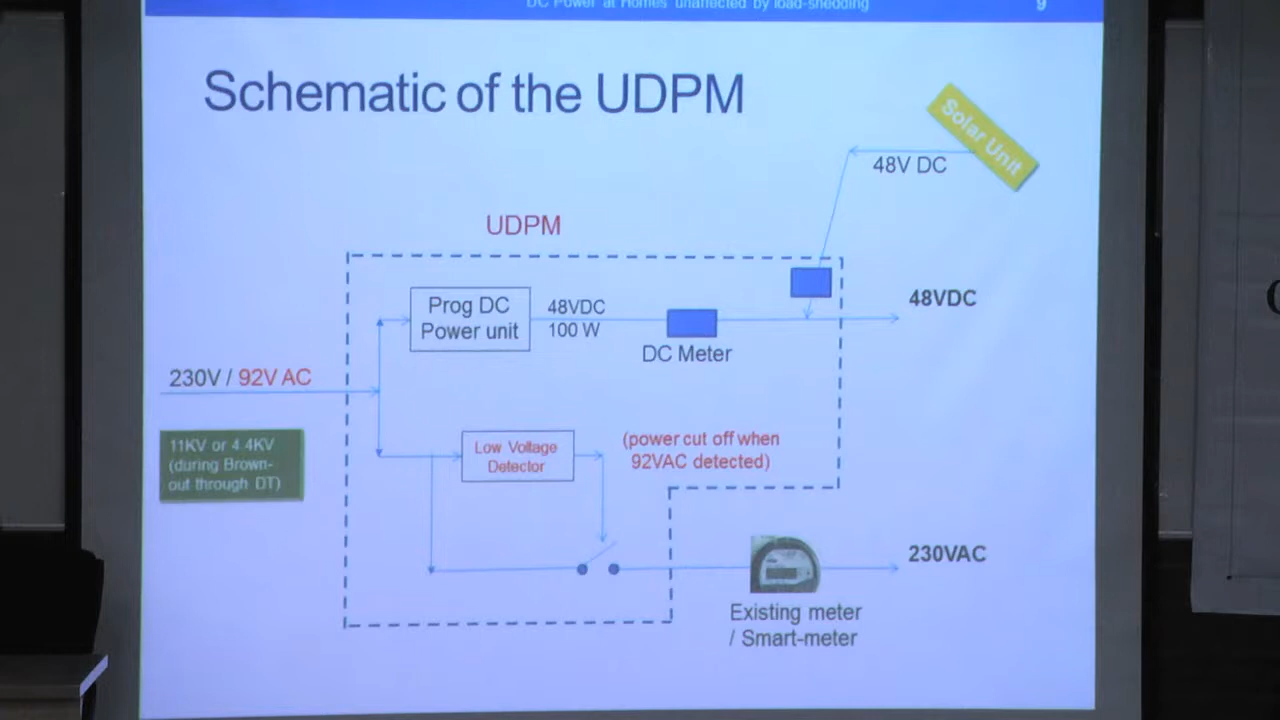 DC Power at Homes unaffected by load-shedding
9
Schematic of the UDPM
Solar Unit
48V DC
UDPM
Prog DC
Power unit
48VDC
100 W
DC Meter
48VDC
230V / 92V AC
11KV or 4.4KV
(during Brown-
out through DT)
Low Voltage
Detector
(power cut off when
92VAC detected)
230VAC
Existing meter
/ Smart-meter